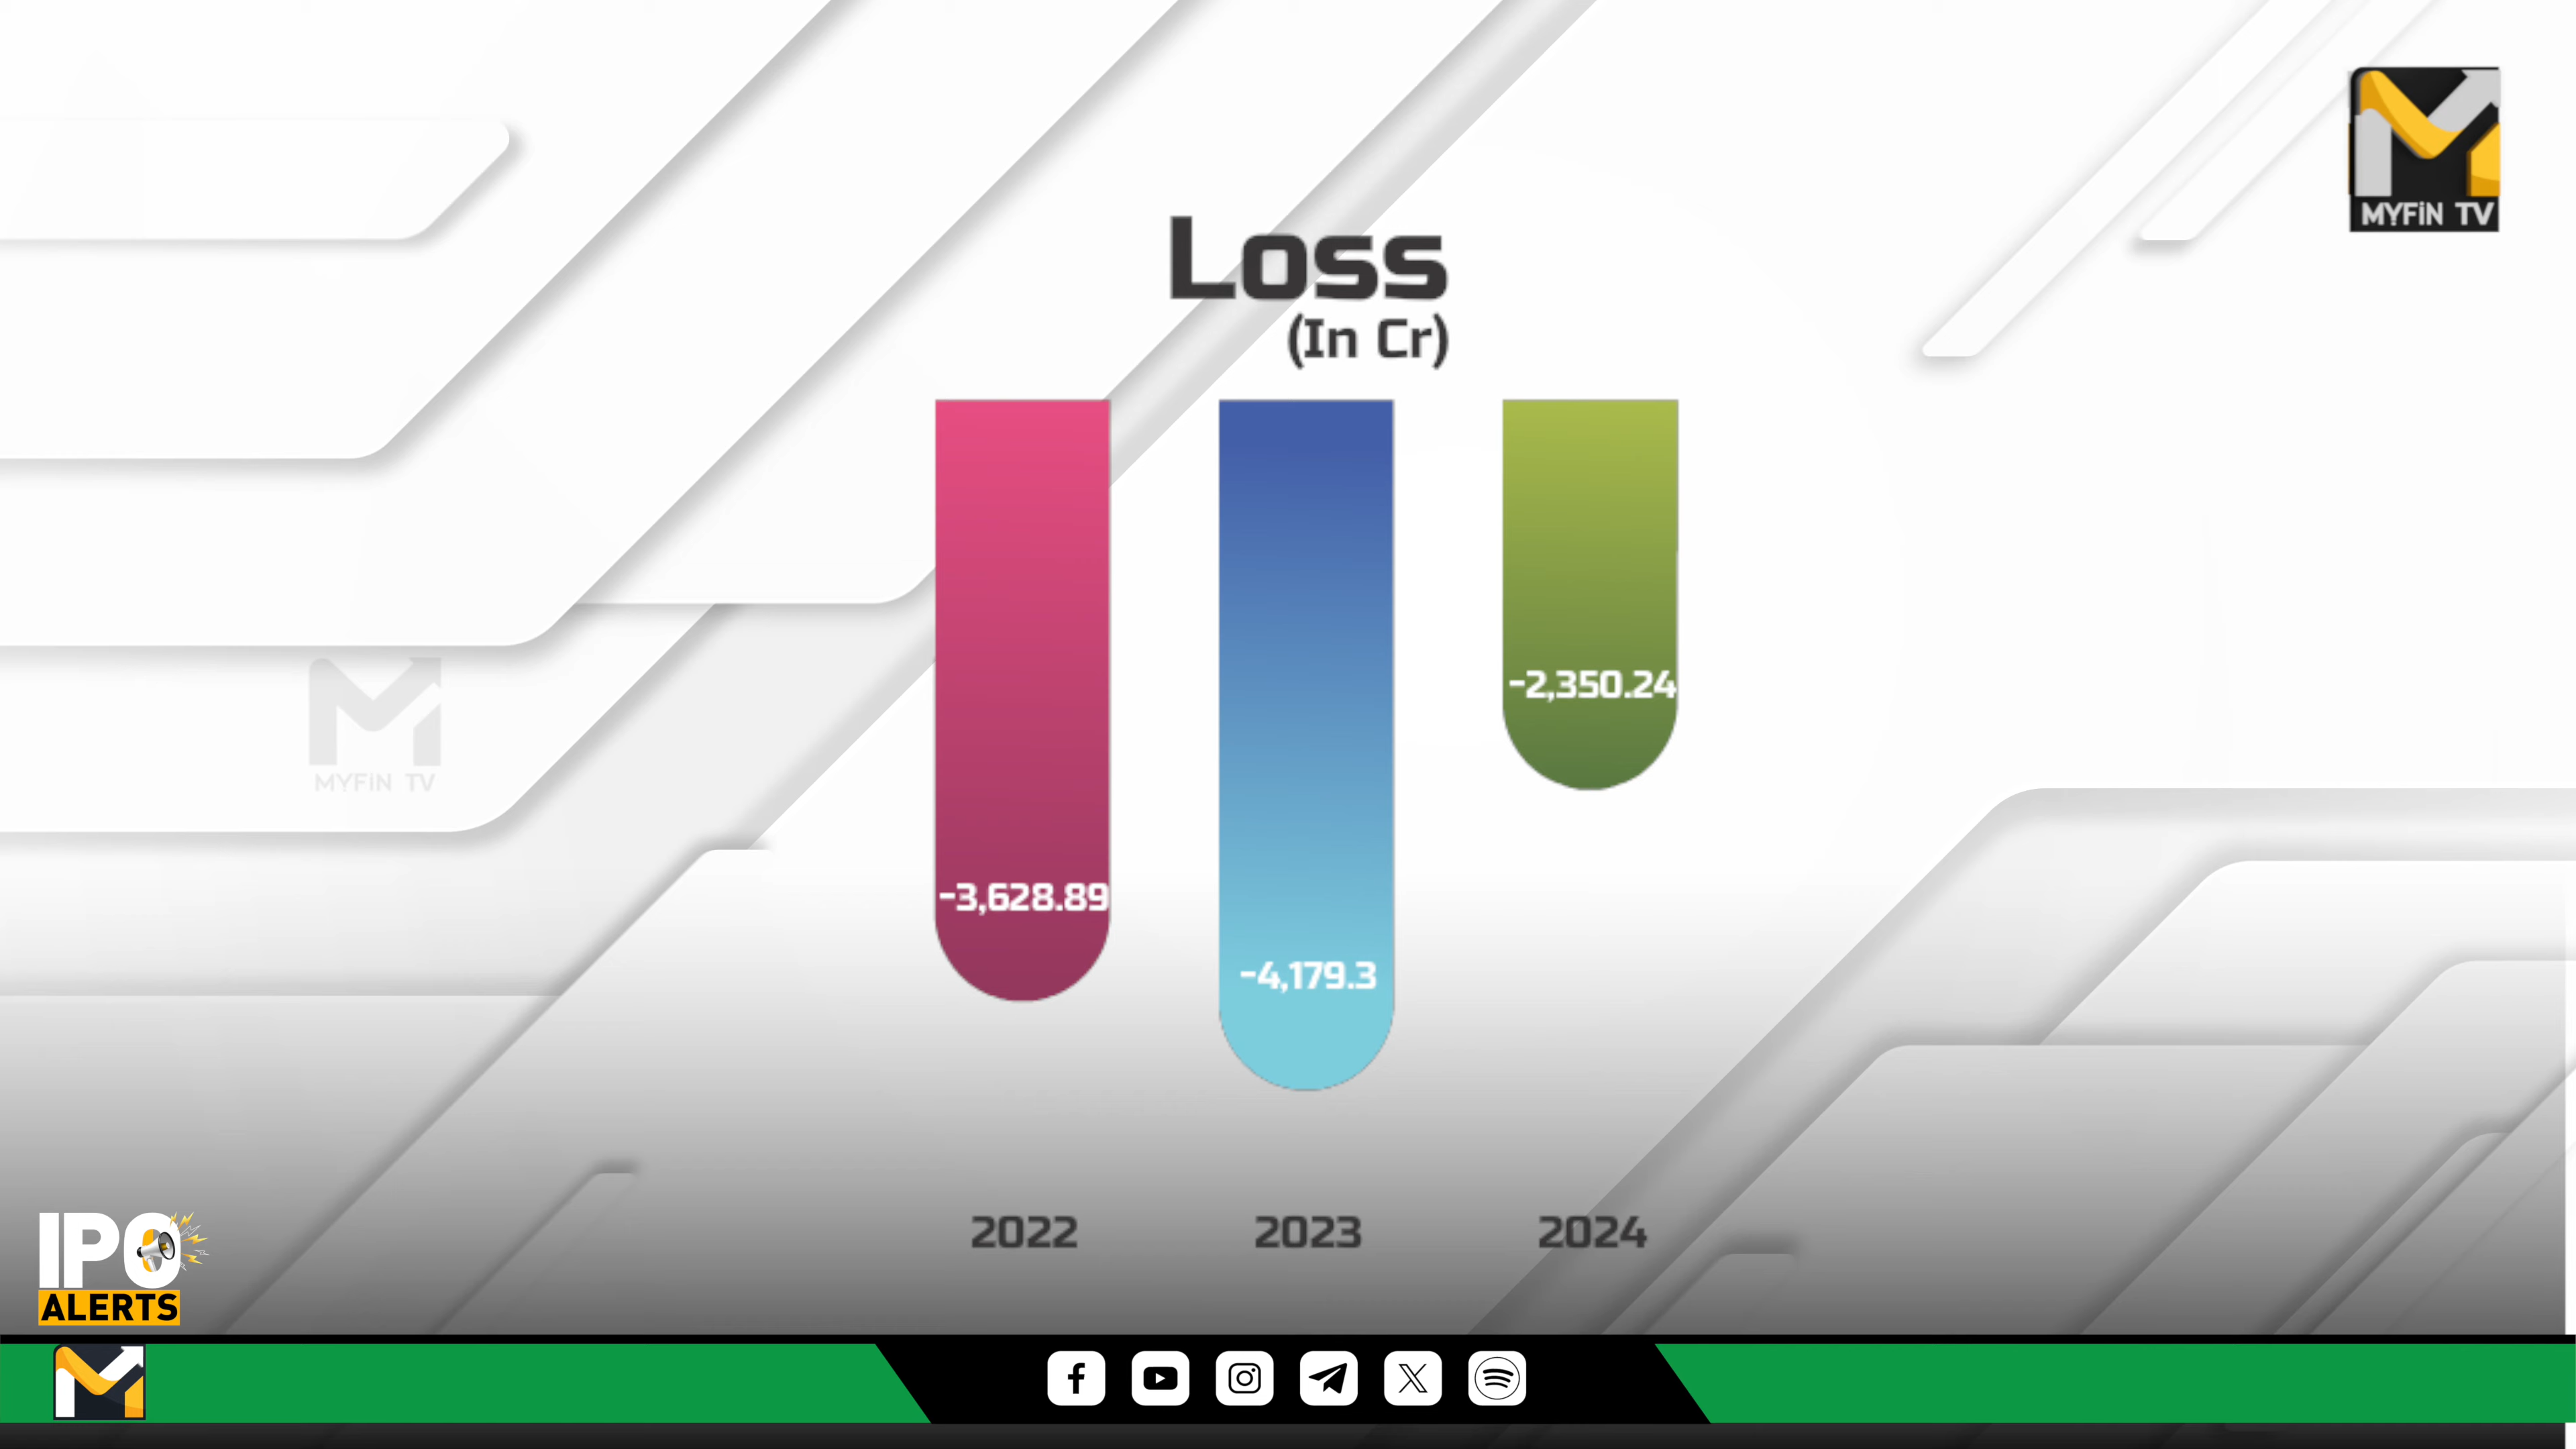 MYFiN TV
Loss
(In Cr)
-3,628.89
-4,179.3
-2,350.24
MYFiN TV
2022
2023
2024
IPO
ALERTS